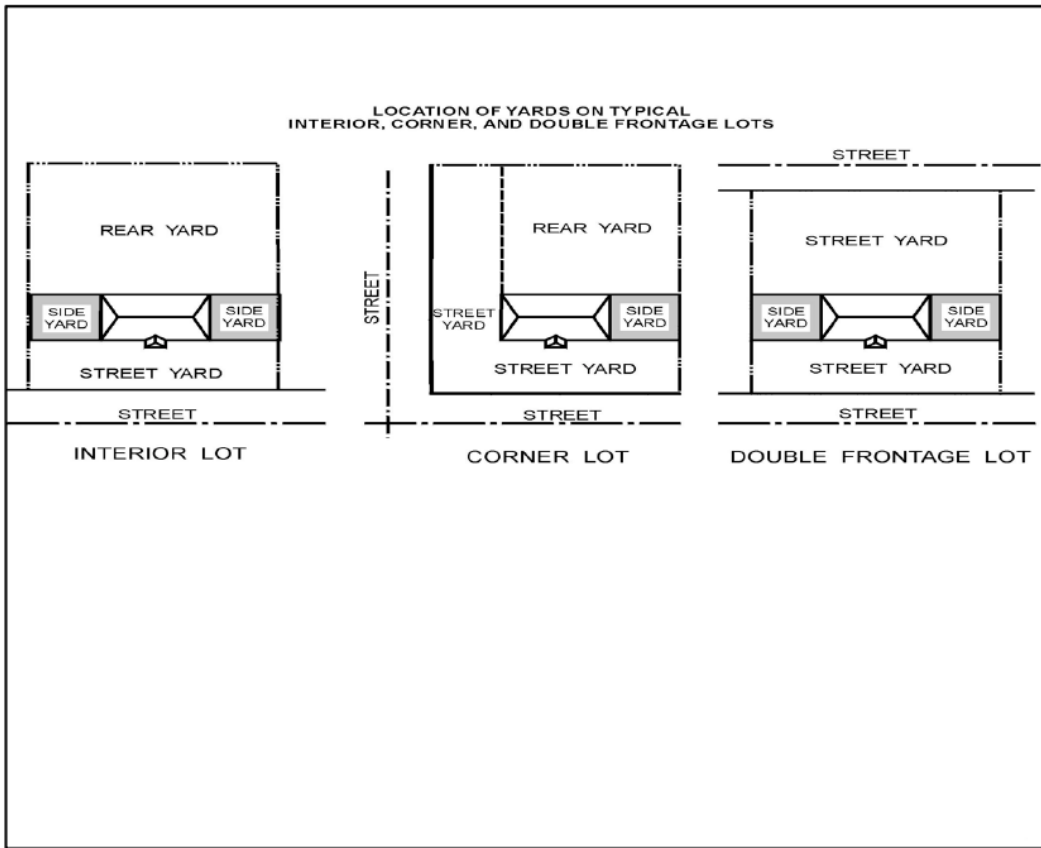 LOCATION OF YARDS ON TYPICAL
INTERIOR, CORNER, AND DOUBLE FRONTAGE LOTS
REAR YARD
SIDE
YARD
SIDE
YARD
STREET YARD
STREET
INTERIOR LOT
STREET
REAR YARD
STREET
YARD
SIDE
YARD
STREET YARD
STREET
CORNER LOT
STREET
STREET YARD
SIDE
YARD
SIDE
YARD
STREET YARD
STREET
DOUBLE FRONTAGE LOT